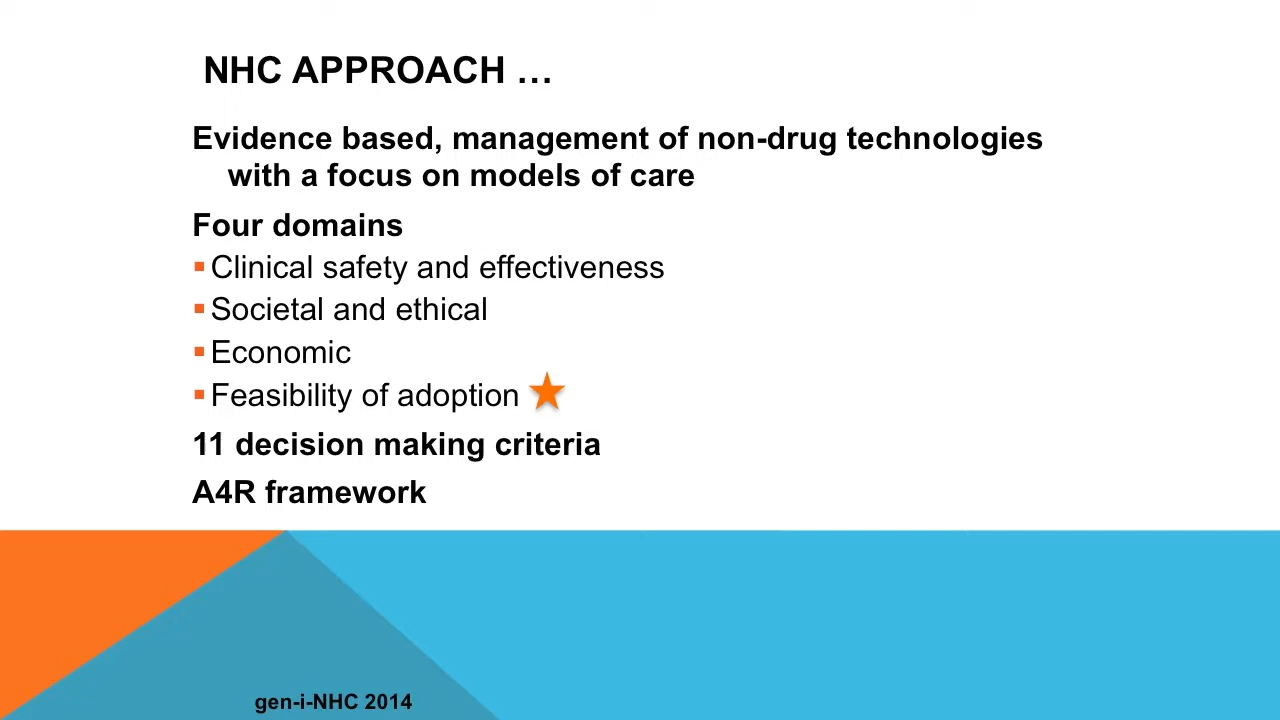 NHC APPROACH …
Evidence based, management of non-drug technologies
with a focus on models of care
Four domains
▪Clinical safety and effectiveness
▪Societal and ethical
▪Economic
▪Feasibility of adoption
11 decision making criteria
A4R framework
gen-i-NHC 2014